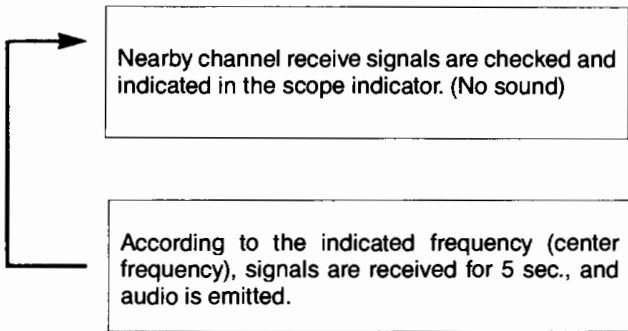 Nearby channel receive signals are checked and
indicated in the scope indicator. (No sound)
According to the indicated frequency (center
frequency), signals are received for 5 sec., and
audio is emitted.